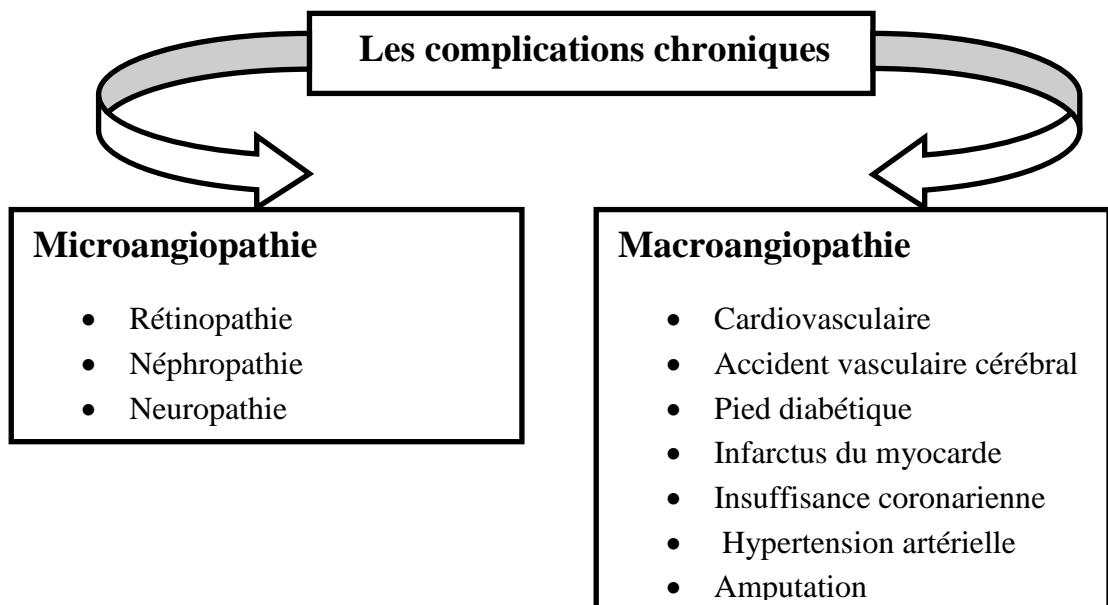 Les complications chroniques
Microangiopathie
• Rétinopathie
• Néphropathie
• Neuropathie
Macroangiopathie
• Cardiovasculaire
• Accident vasculaire cérébral
• Pied diabétique
• Infarctus du myocarde
• Insuffisance coronarienne
• Hypertension artérielle
• Amputation